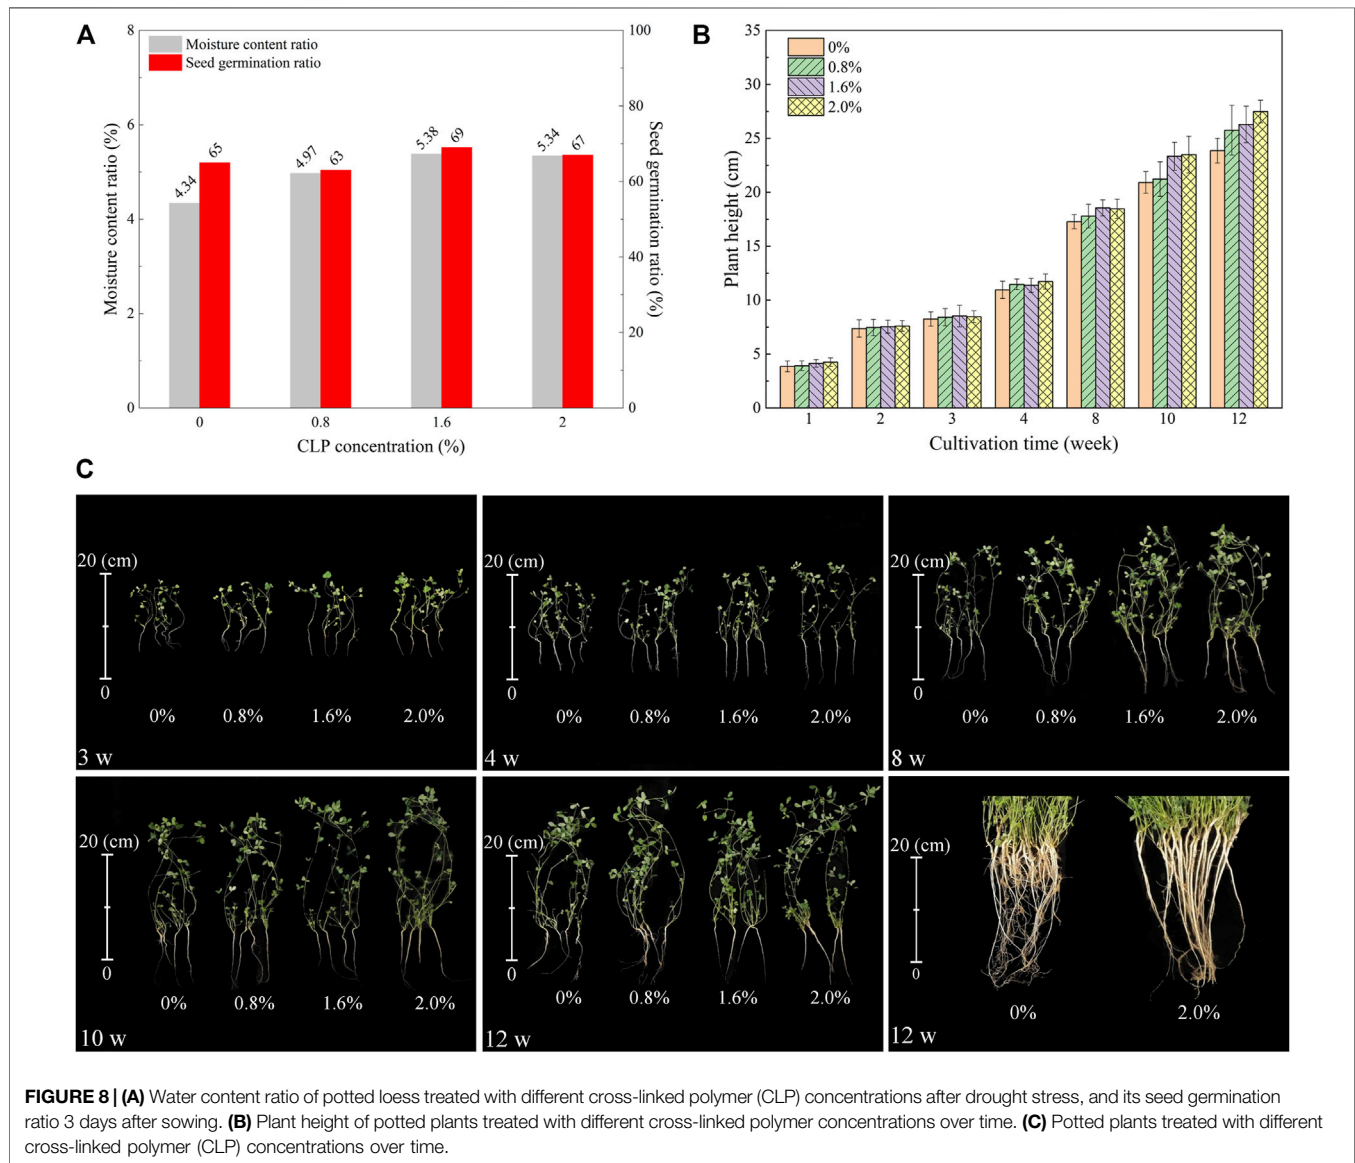 A
Moisture content ratio
Seed germination ratio
8
6
4
2
0
Moisture content ratio (%)
100
80
60
40
20
0
Seed germination ratio (%)
4.34
65
4.97
63
5.38
69
5.34
67
0
0.8
1.6
2
CLP concentration (%)
B
0%
0.8%
1.6%
2.0%
35
30
25
20
15
10
5
0
Plant height (cm)
1
2
3
4
8
10
12
Cultivation time (week)
C
20 (cm)
0
0%
0.8%
1.6%
2.0%
3 w
20 (cm)
0
0%
0.8%
1.6%
2.0%
4 w
20 (cm)
0
0%
0.8%
1.6%
2.0%
8 w
20 (cm)
0
0%
0.8%
1.6%
2.0%
10 w
20 (cm)
0
0%
0.8%
1.6%
2.0%
12 w
20 (cm)
0
0%
2.0%
12 w
FIGURE 8 | (A) Water content ratio of potted loess treated with different cross-linked polymer (CLP) concentrations after drought stress, and its seed germination
ratio 3 days after sowing. (B) Plant height of potted plants treated with different cross-linked polymer concentrations over time. (C) Potted plants treated with different
cross-linked polymer (CLP) concentrations over time.